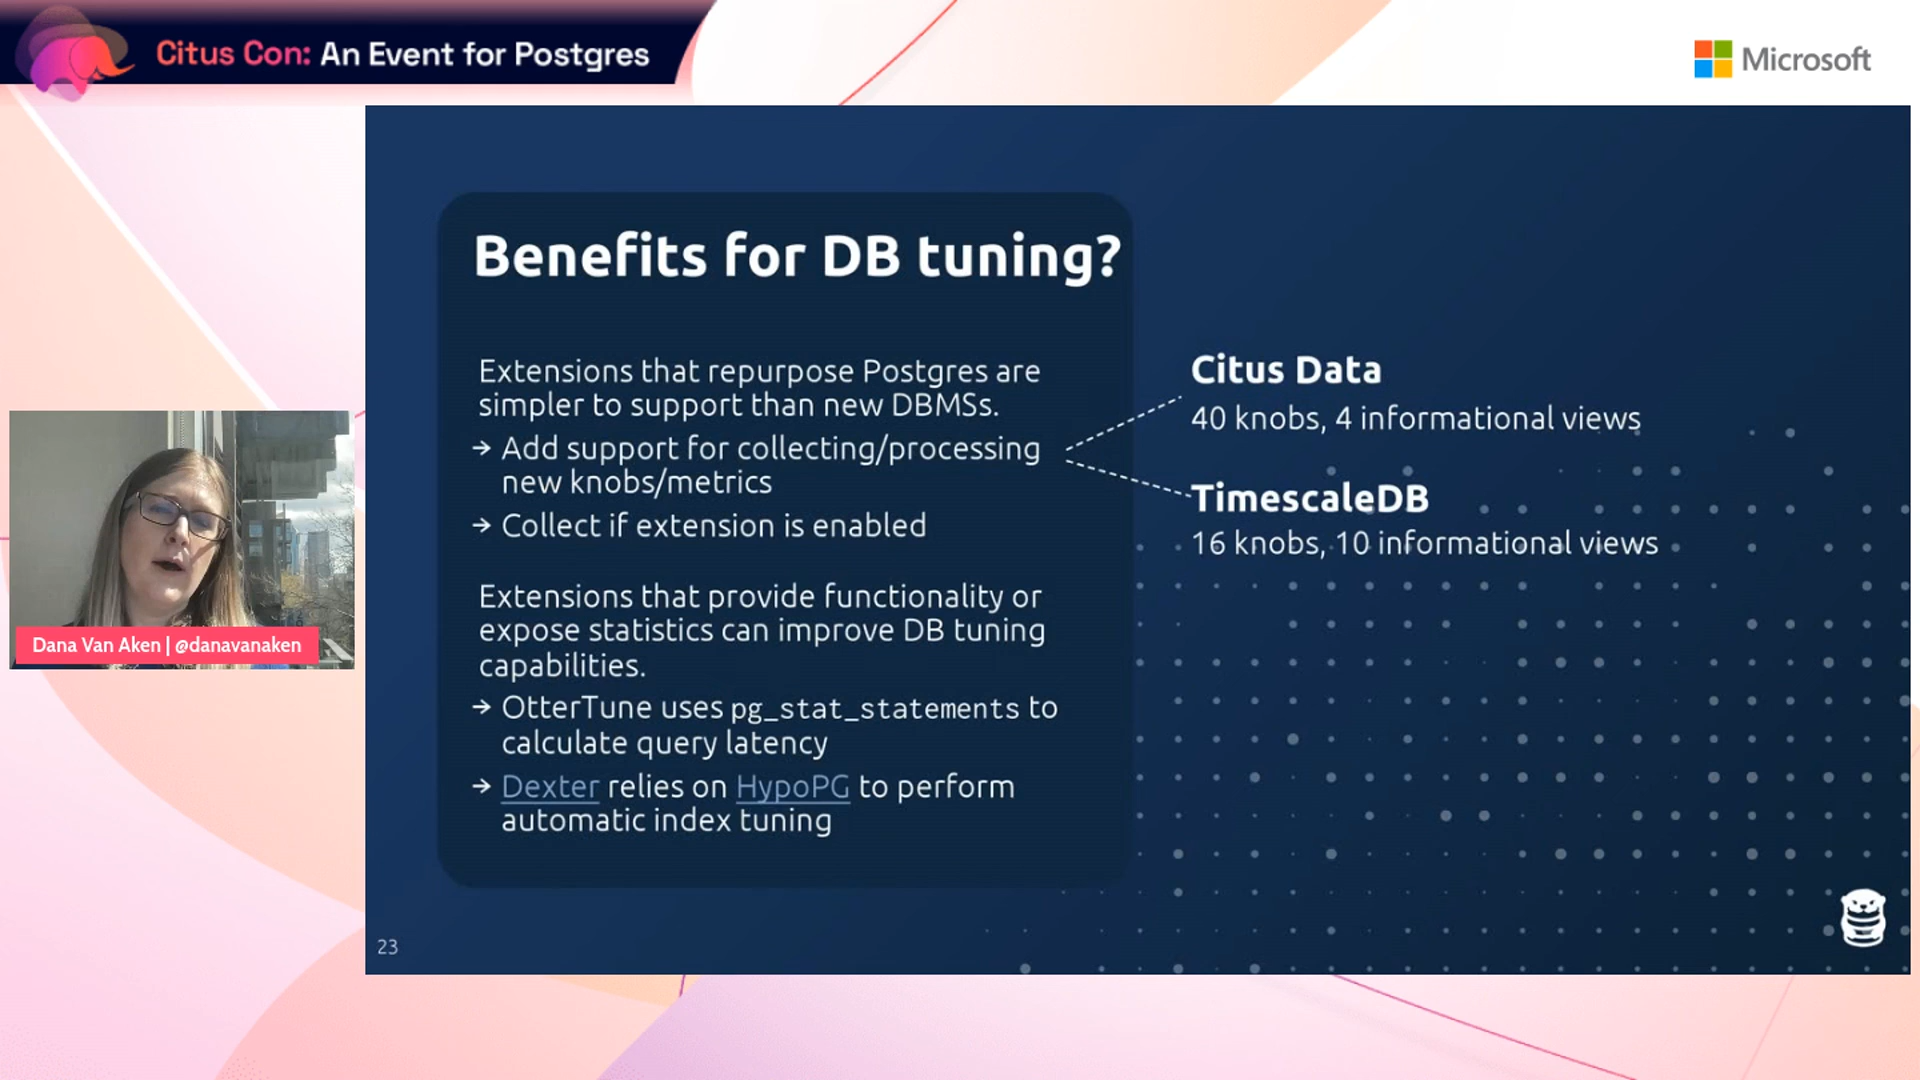 Citus Con: An Event for Postgres
Microsoft
Benefits for DB tuning?
Extensions that repurpose Postgres are
simpler to support than new DBMSs.
→ Add support for collecting/processing
new knobs/metrics
→ Collect if extension is enabled
Extensions that provide functionality or
expose statistics can improve DB tuning
capabilities.
→ OtterTune uses pg_stat_statements to
calculate query latency
→ Dexter relies on HypoPG to perform
automatic index tuning
Citus Data
40 knobs, 4 informational views
TimescaleDB
16 knobs, 10 informational views
Dana Van Aken | @danavanaken
23